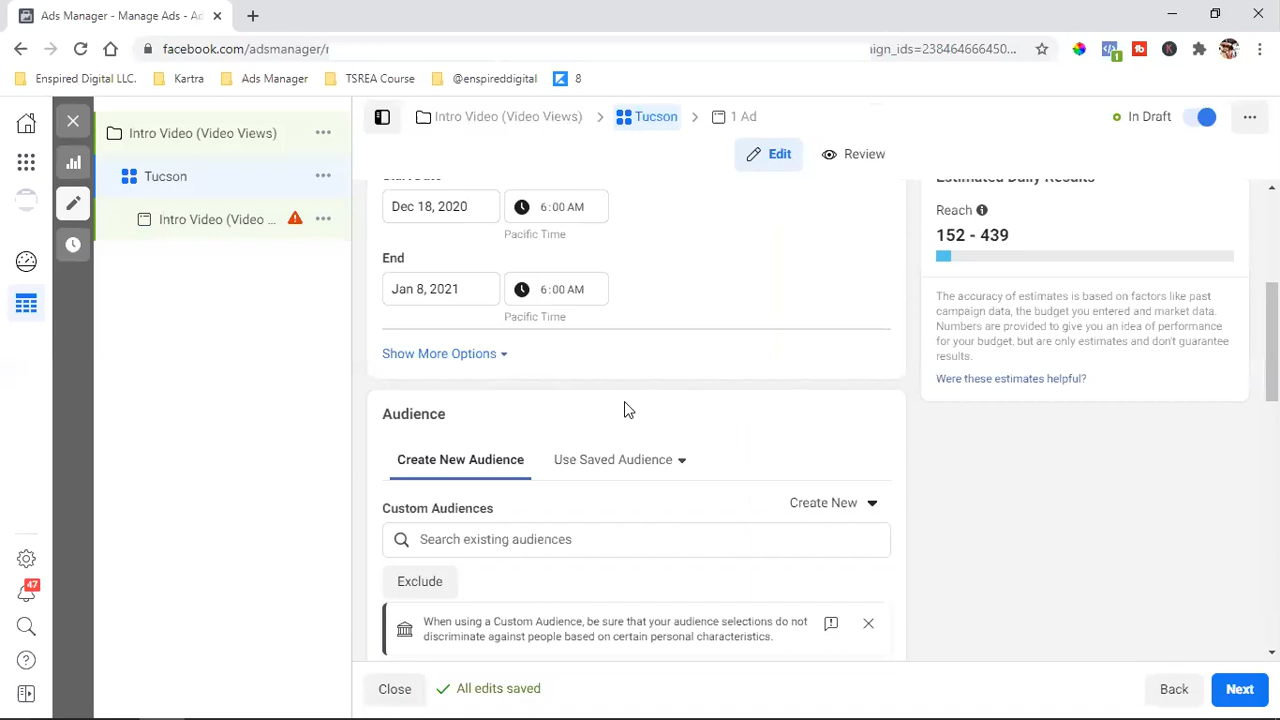 Ads Manager - Manage Ads - Ad
facebook.com/adsmanager/r
aign_ids=238464666450...
1
Enspired Digital LLC.
Kartra
Ads Manager
TSREA Course
@enspireddigital
8
Intro Video (Video Views)
Tucson
1 Ad
In Draft
Edit
Review
Intro Video (Video Views)
Tucson
Intro Video (Video ...
Start Date
Dec 18, 2020
6:00 AM
Pacific Time
End
Jan 8, 2021
6:00 AM
Pacific Time
Show More Options
Audience
Create New Audience
Use Saved Audience
Custom Audiences
Create New
Search existing audiences
Exclude
When using a Custom Audience, be sure that your audience selections do not
discriminate against people based on certain personal characteristics.
Estimated Daily Results
Reach
152 - 439
The accuracy of estimates is based on factors like past
campaign data, the budget you entered and market data.
Numbers are provided to give you an idea of performance
for your budget, but are only estimates and don't guarantee
results.
Were these estimates helpful?
47
Close
All edits saved
Back
Next